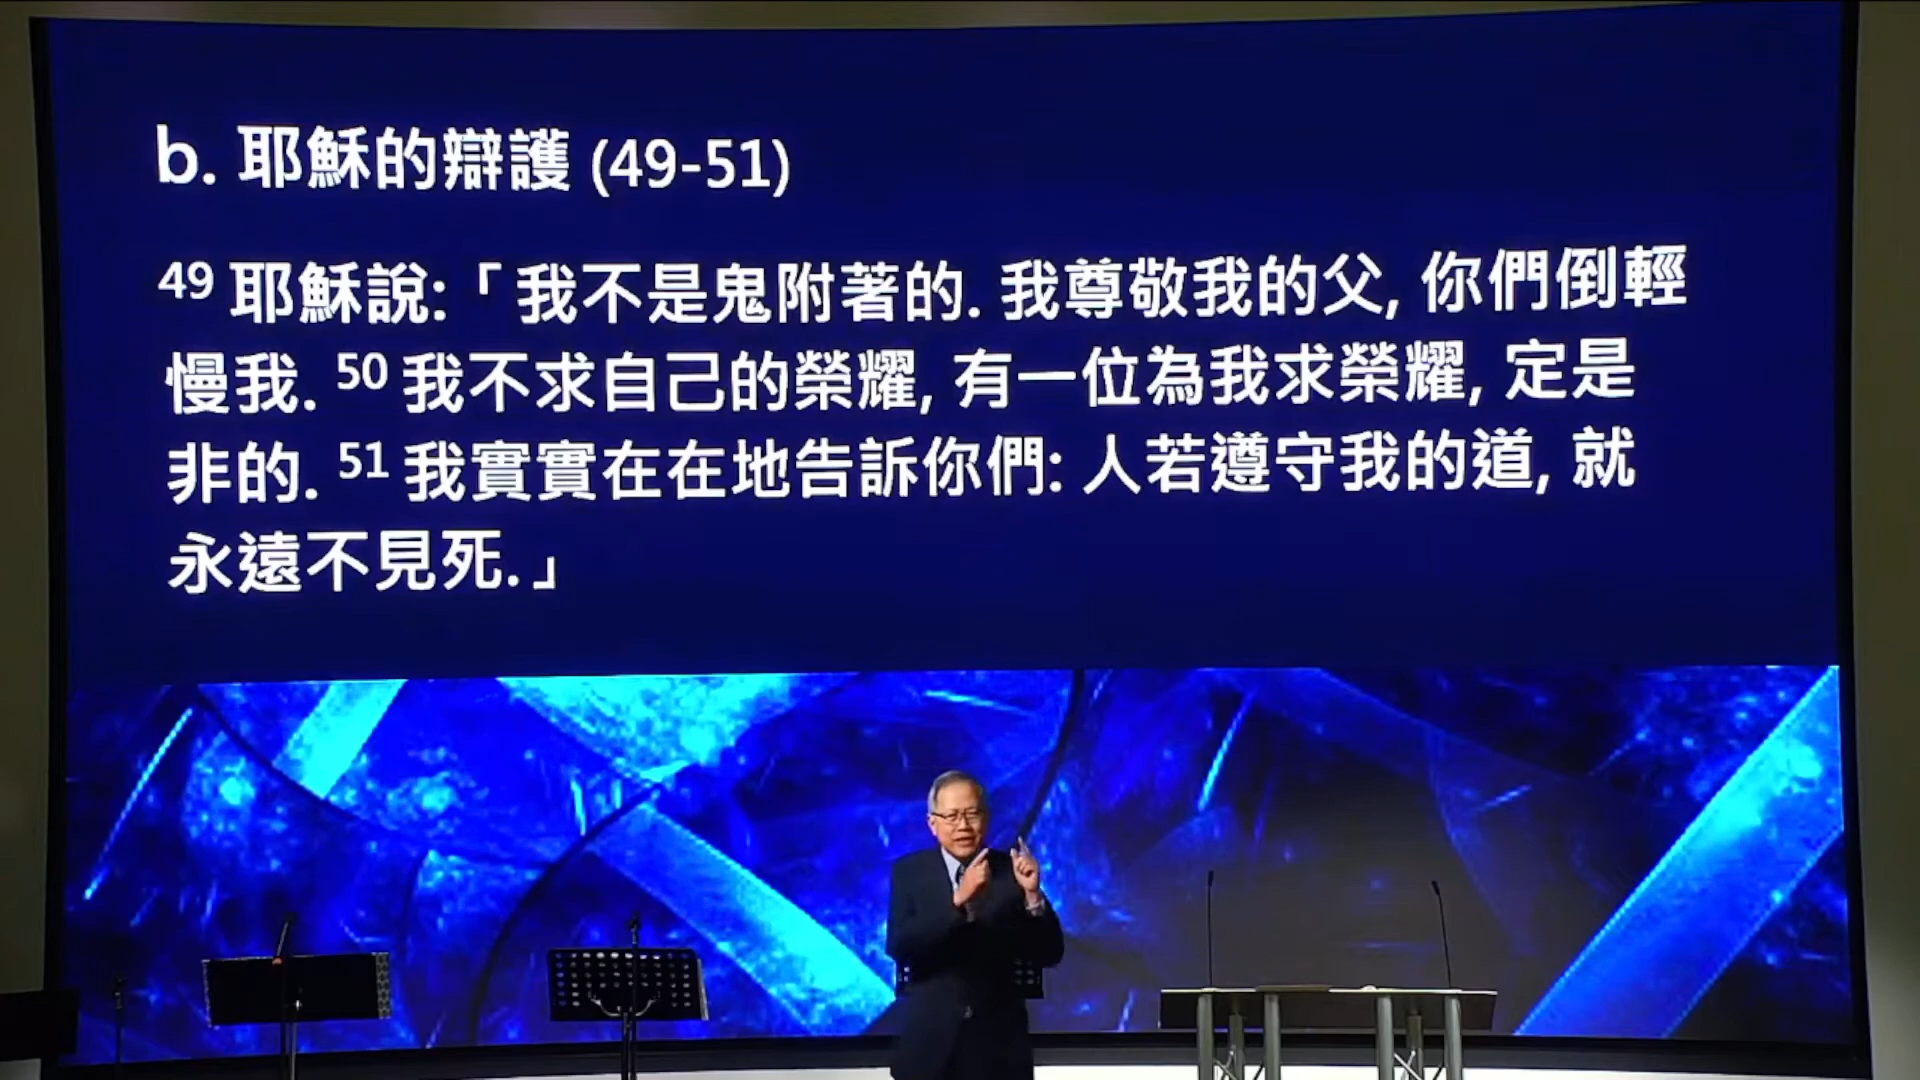 b. 耶穌的辯護 (49-51)
49 耶穌說:「我不是鬼附著的. 我尊敬我的父, 你們倒輕
慢我. 50 我不求自己的榮耀, 有一位為我求榮耀, 定是
非的. 51 我實實在在地告訴你們: 人若遵守我的道, 就
永遠不見死.」